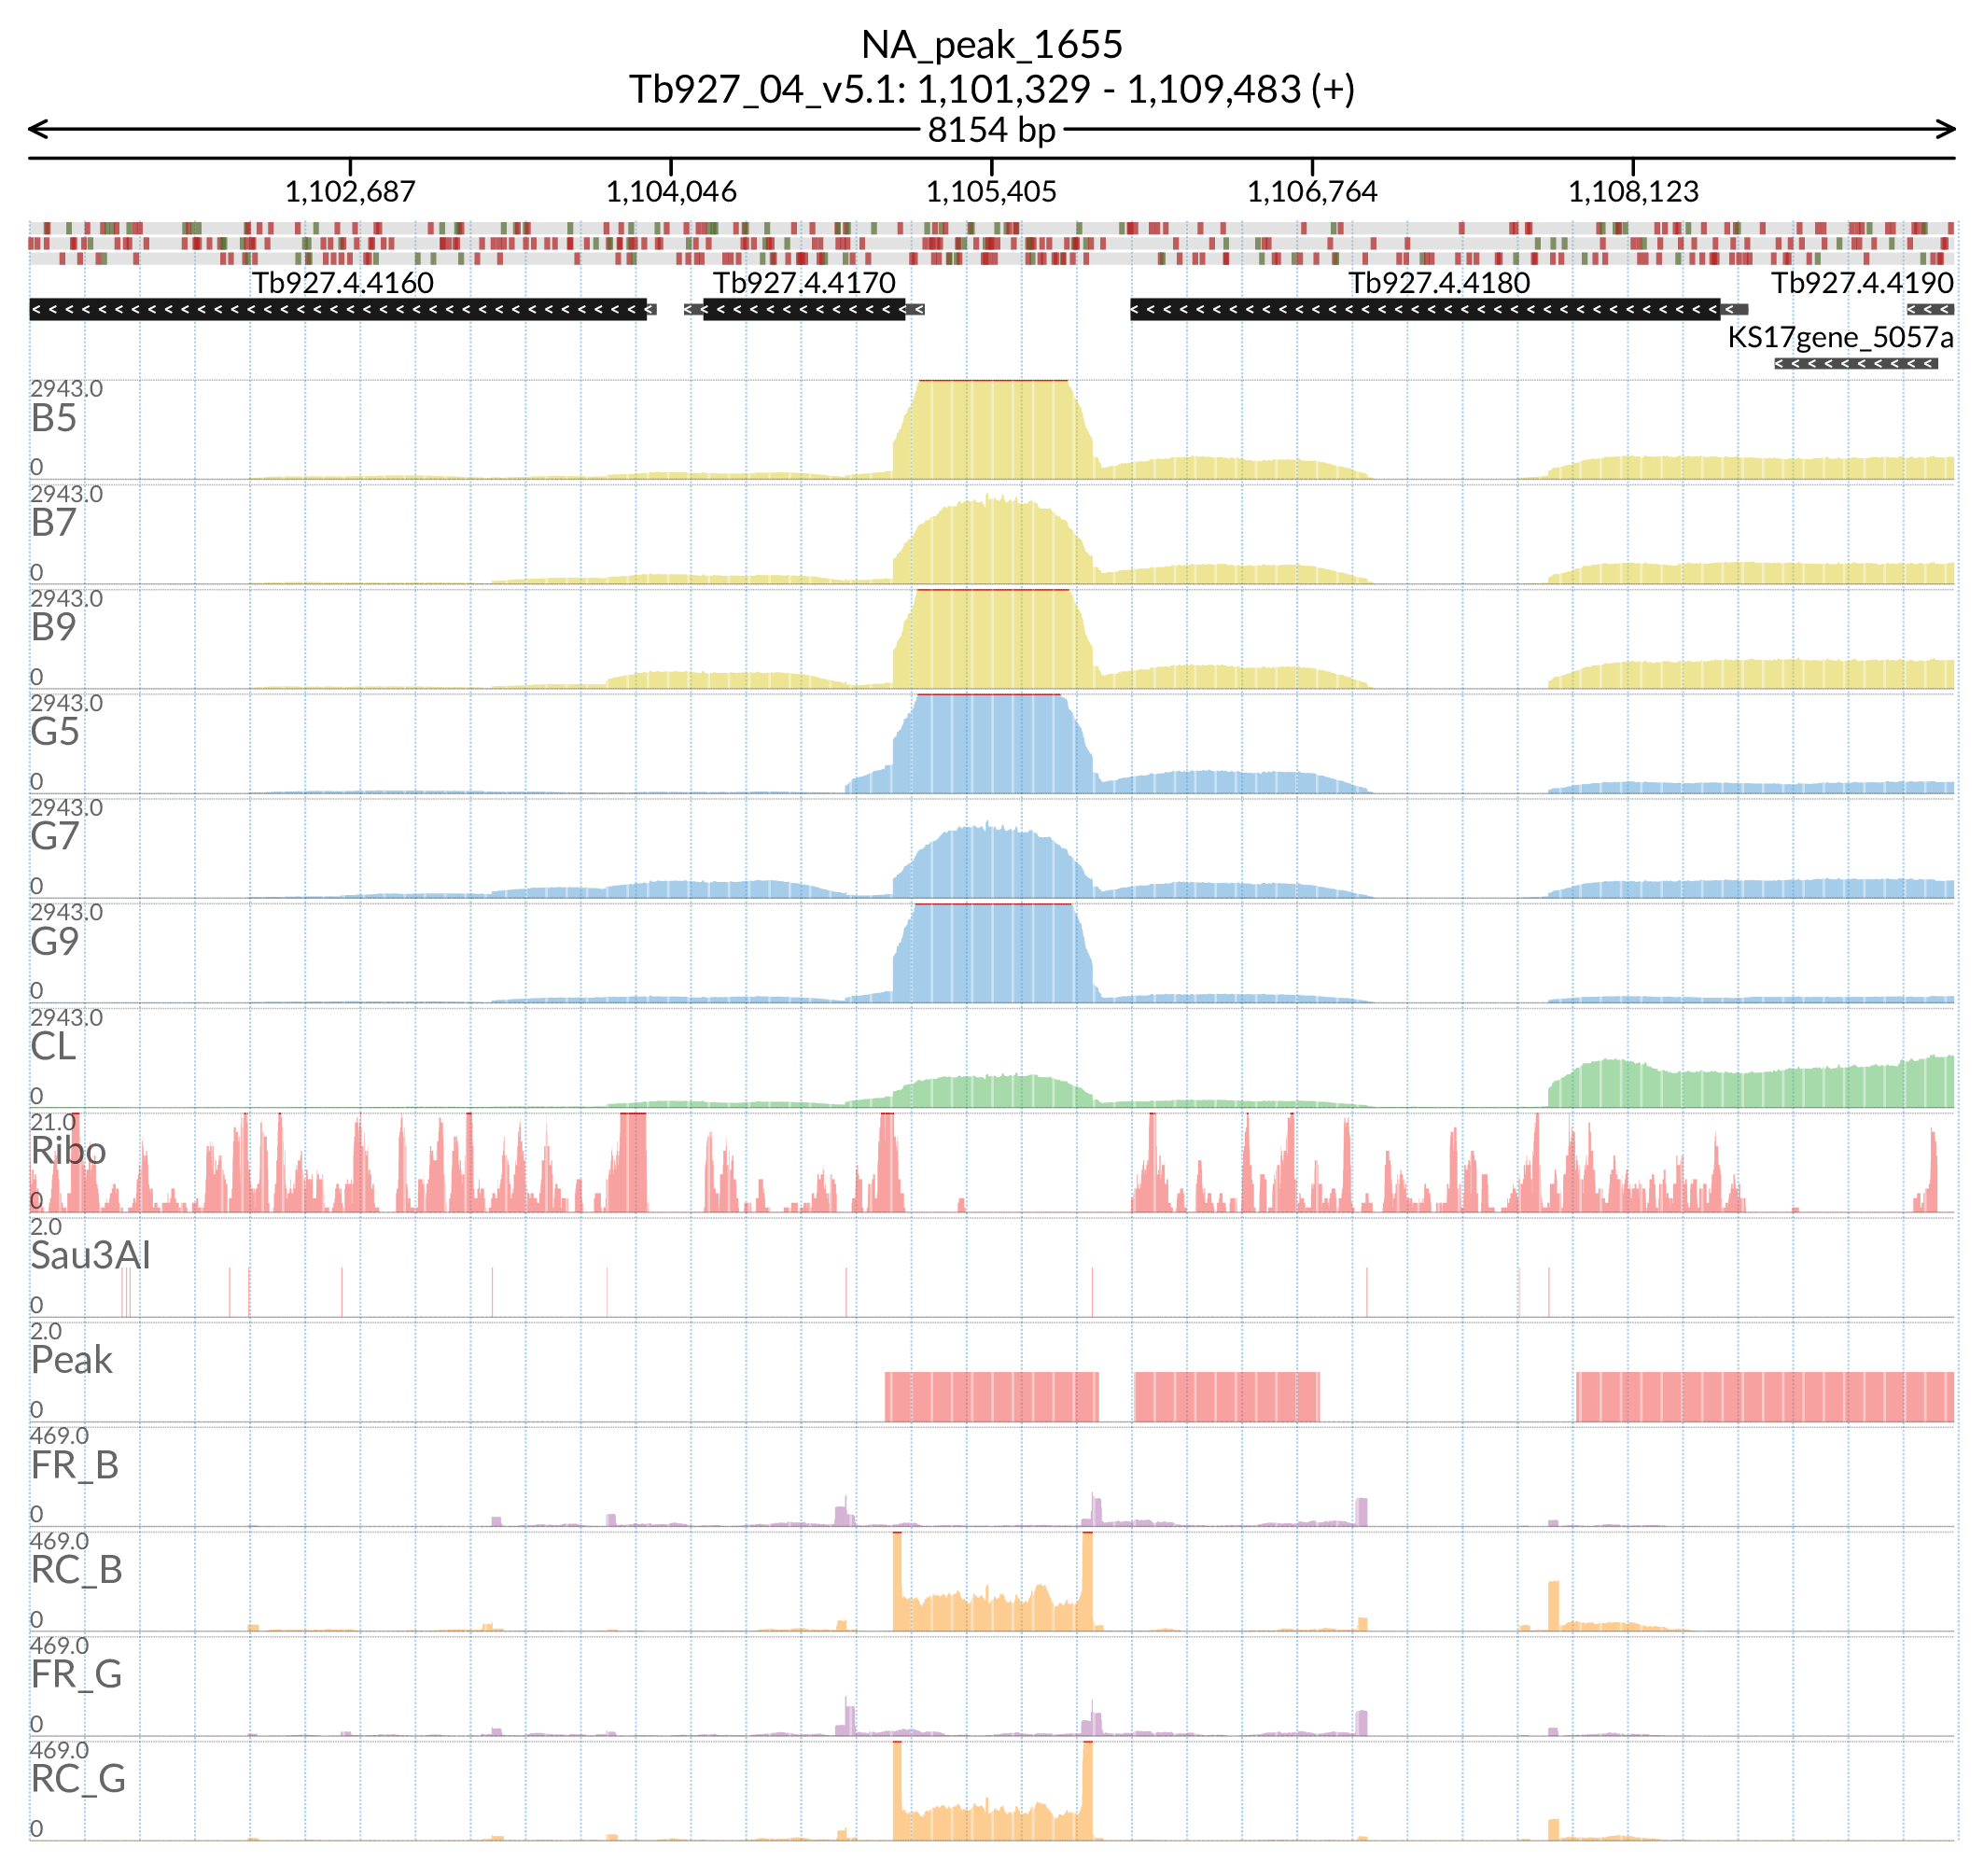 NA_peak_1655
Tb927_04_v5.1: 1,101,329 - 1,109,483 (+)
8154 bp
1,102,687 1,104,046 1,105,405 1,106,764 1,108,123
Tb927.4.4160 Tb927.4.4170 Tb927.4.4180 Tb927.4.4190
KS17gene_5057a
2943.0
B5
0
2943.0
B7
0
2943.0
B9
0
2943.0
G5
0
2943.0
G7
0
2943.0
G9
0
2943.0
CL
0
21.0
Ribo
0
2.0
Sau3AI
0
2.0
Peak
0
469.0
FR_B
0
469.0
RC_B
0
469.0
FR_G
0
469.0
RC_G
0